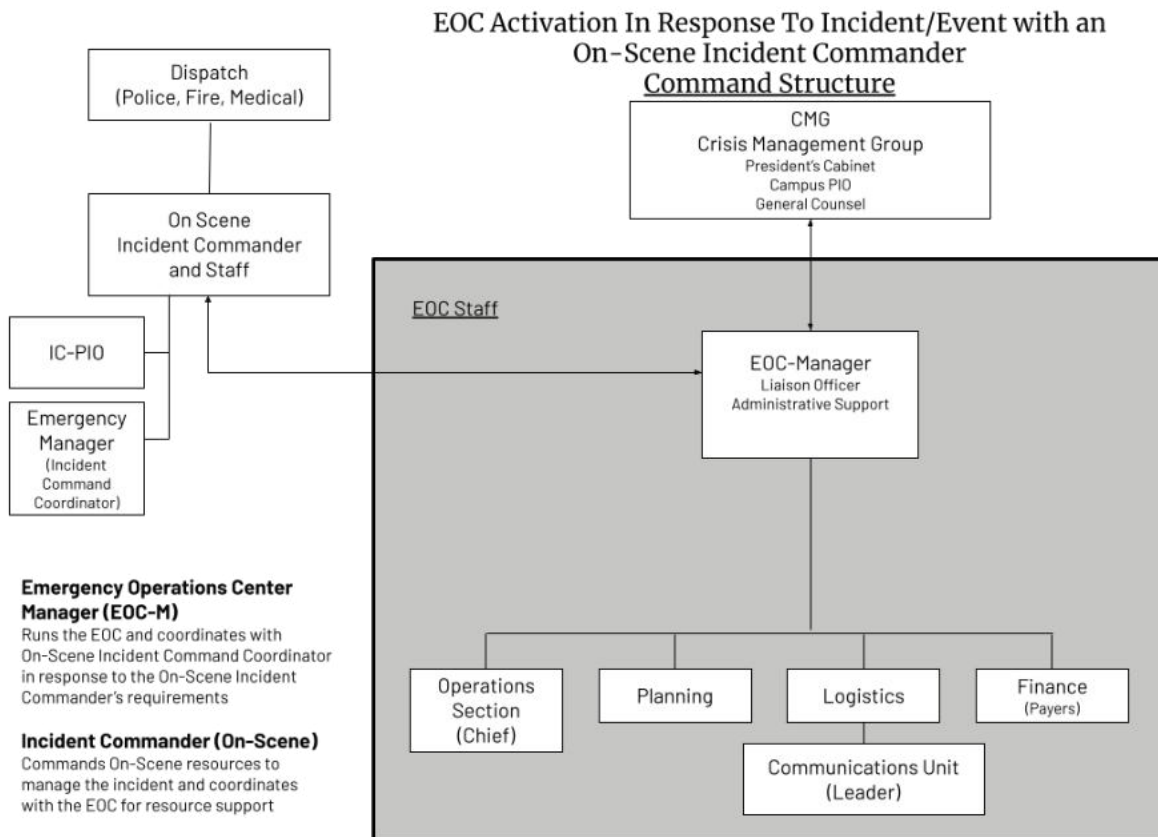 EOC Activation In Response To Incident/Event with an
On-Scene Incident Commander
Command Structure
Dispatch
(Police, Fire, Medical)
CMG
Crisis Management Group
President's Cabinet
Campus PIO
General Counsel
On Scene
Incident Commander
and Staff
EOC Staff
IC-PIO
EOC-Manager
Liaison Officer
Administrative Support
Emergency
Manager
(Incident
Command
Coordinator)
Emergency Operations Center
Manager (EOC-M)
Runs the EOC and coordinates with
On-Scene Incident Command Coordinator
in response to the On-Scene Incident
Commander's requirements
Incident Commander (On-Scene)
Commands On-Scene resources to
manage the incident and coordinates
with the EOC for resource support
Operations
Section
(Chief)
Planning
Logistics
Finance
(Payers)
Communications Unit
(Leader)